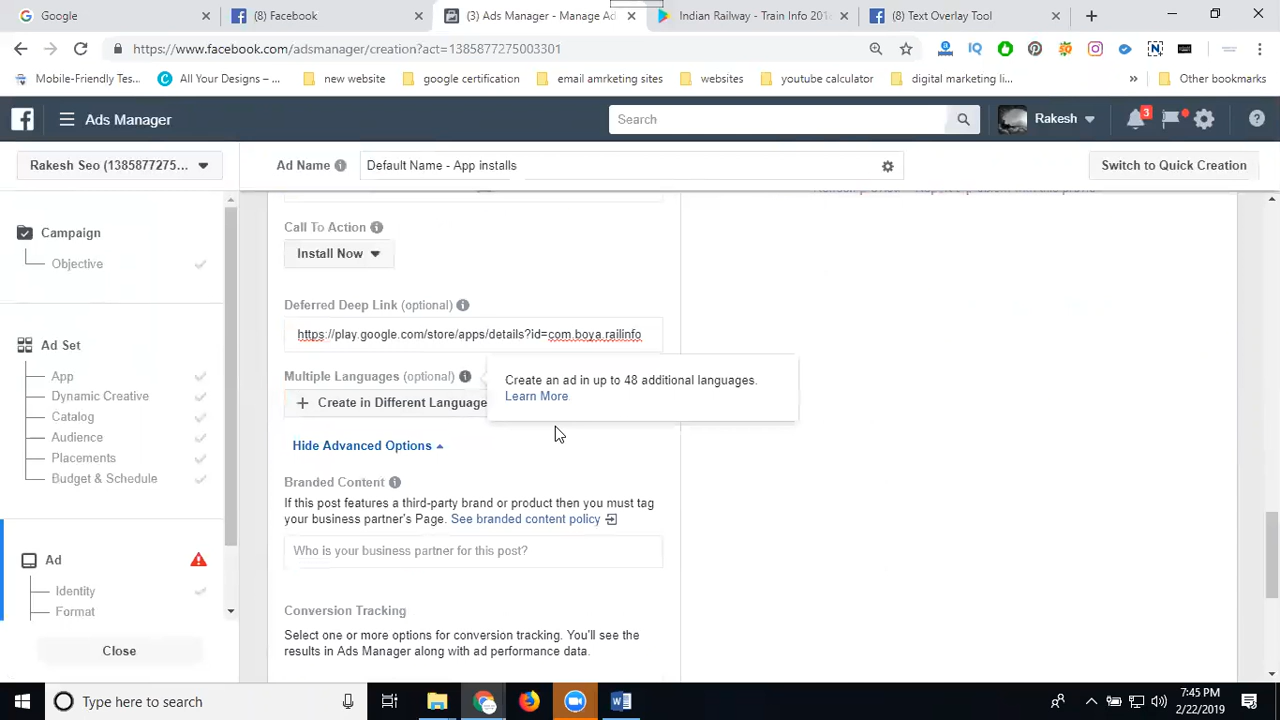 Google
(8) Facebook
(3) Ads Manager - Manage Ad
Indian Railway - Train Info 201
(8) Text Overlay Tool
https://www.facebook.com/adsmanager/creation?act=1385877275003301
Mobile-Friendly Tes...
All Your Designs – ...
new website
google certification
email amrketing sites
websites
youtube calculator
digital marketing li...
Other bookmarks
Ads Manager
Search
Rakesh
3
Rakesh Seo (1385877275...
Ad Name
Default Name - App installs
Switch to Quick Creation
Campaign
Objective
Ad Set
App
Dynamic Creative
Catalog
Audience
Placements
Budget & Schedule
Ad
Identity
Format
Close
Call To Action
Install Now
Deferred Deep Link (optional)
https://play.google.com/store/apps/details?id=com.boya.railinfo
Multiple Languages (optional)
Create in Different Language
Create an ad in up to 48 additional languages.
Learn More
Hide Advanced Options
Branded Content
If this post features a third-party brand or product then you must tag
your business partner's Page. See branded content policy
Who is your business partner for this post?
Conversion Tracking
Select one or more options for conversion tracking. You'll see the
results in Ads Manager along with ad performance data.
Type here to search
7:45 PM
2/22/2019